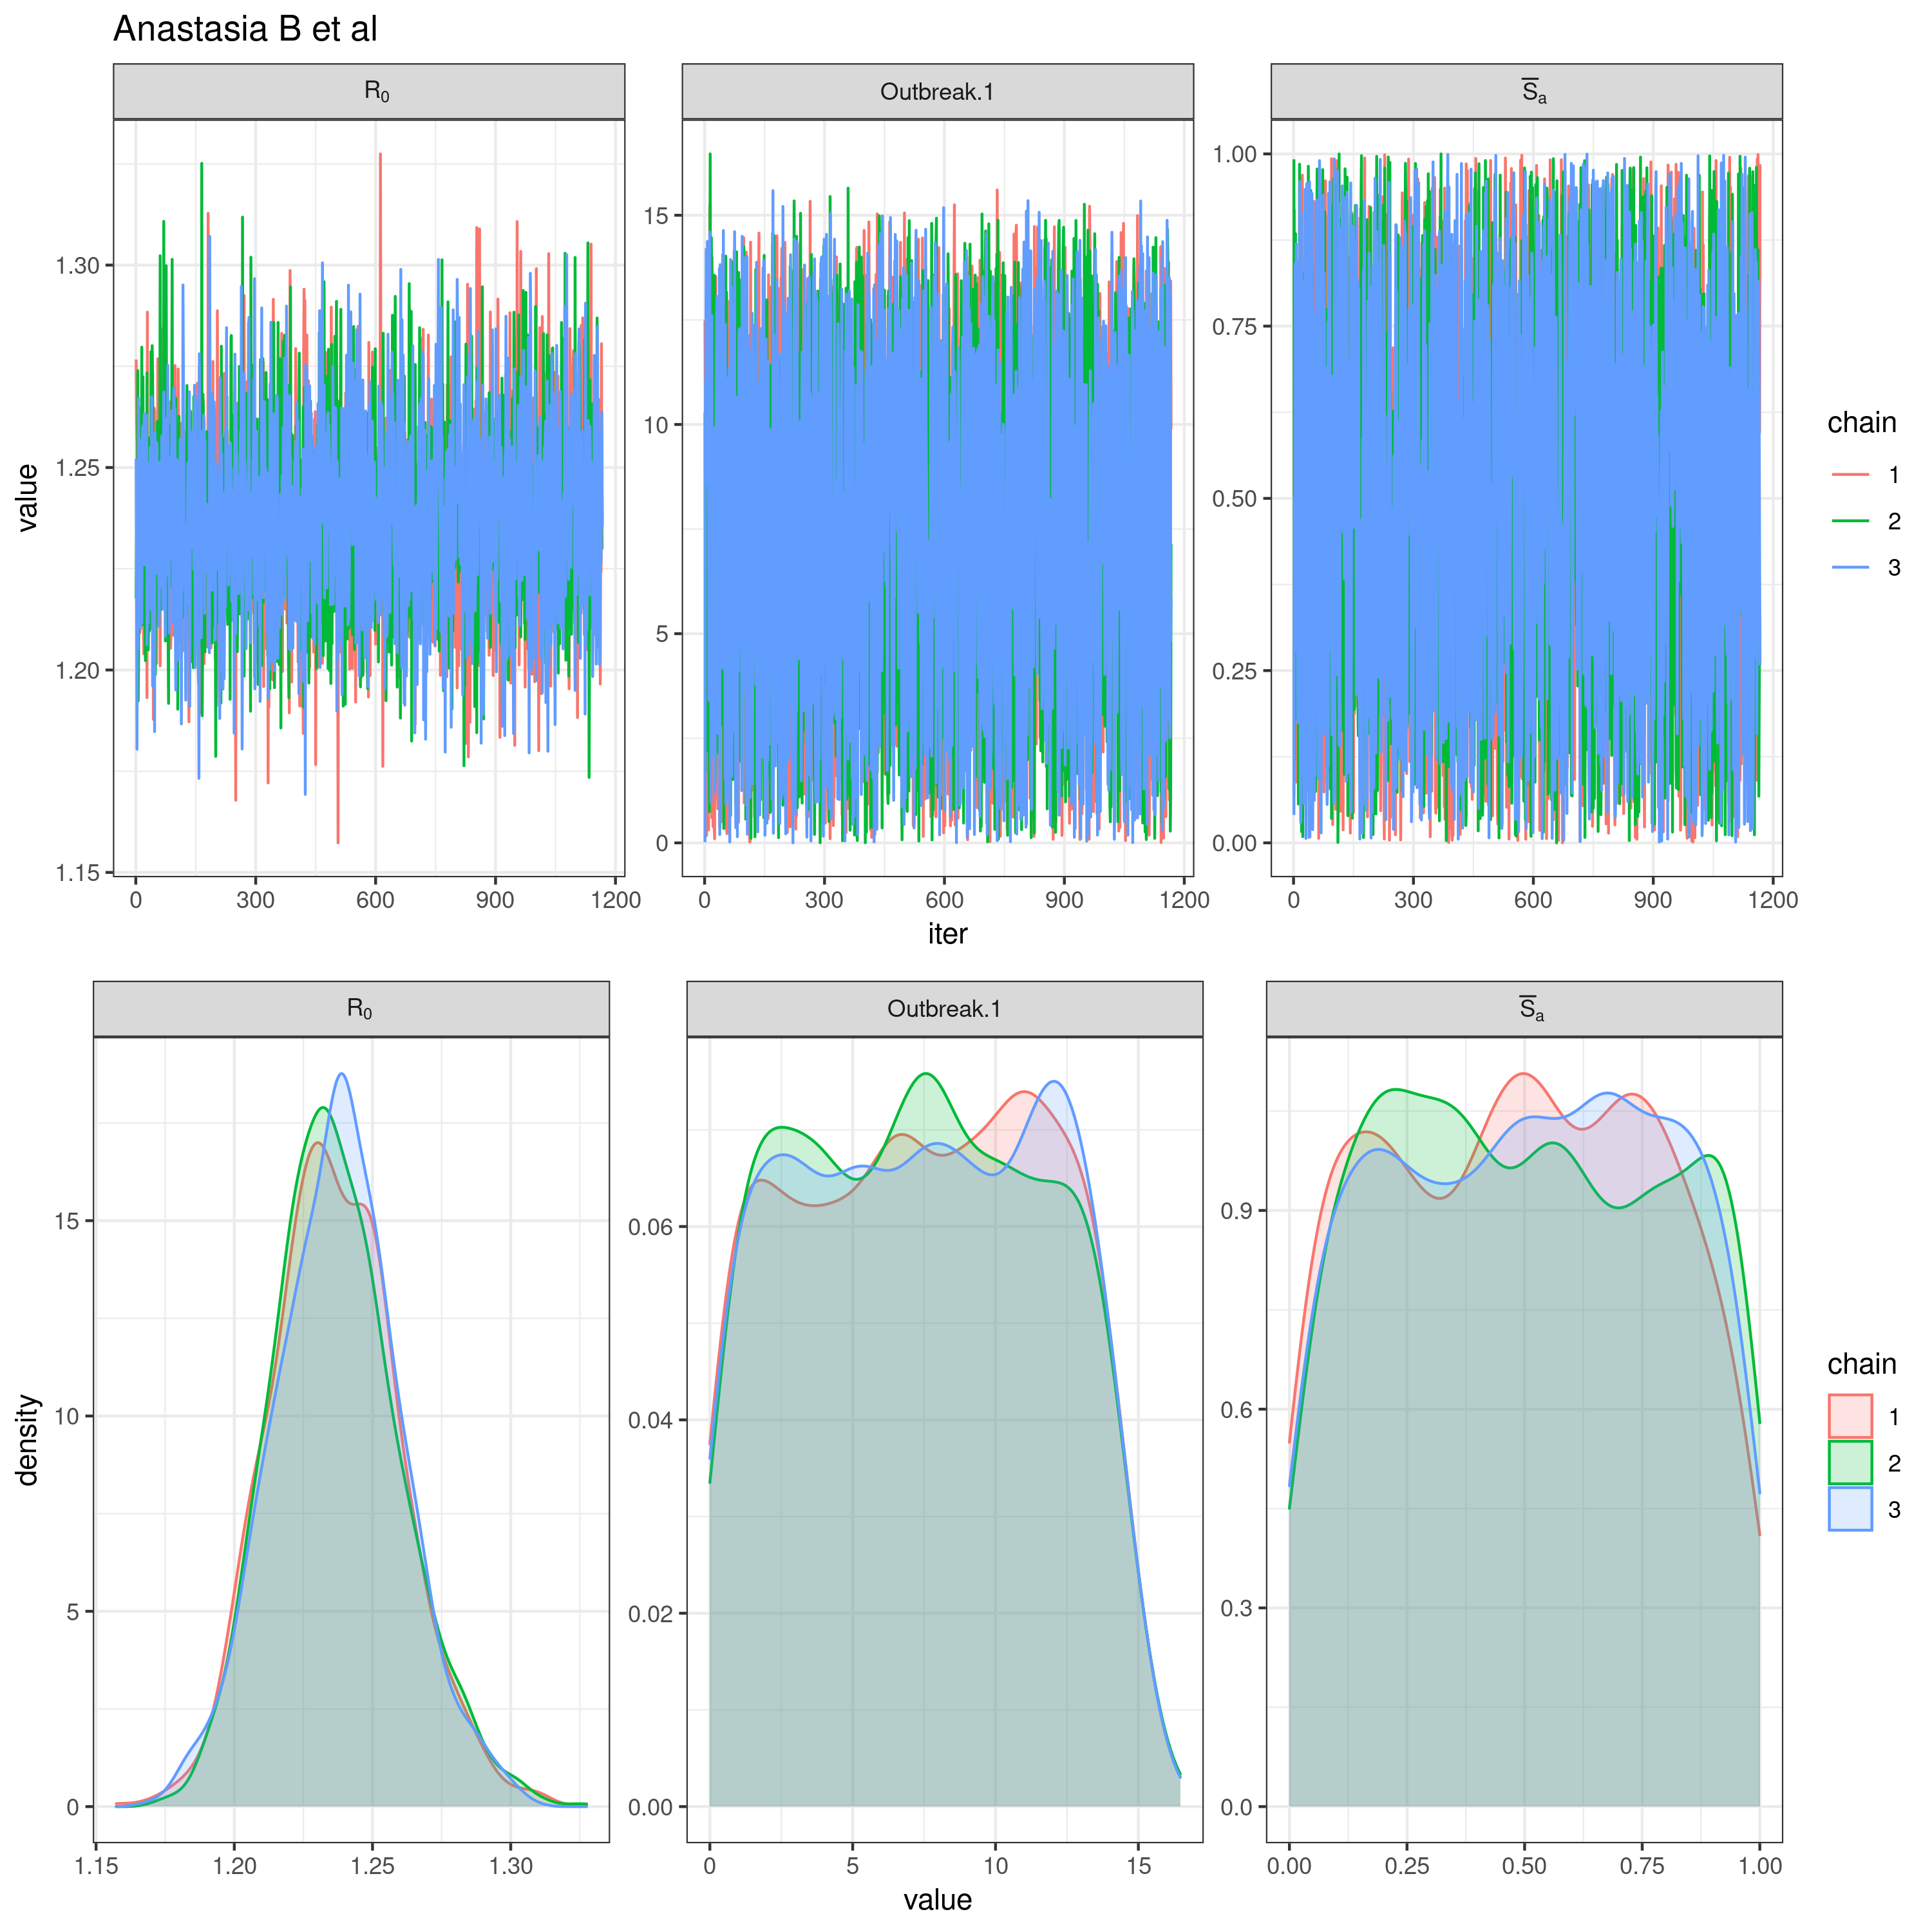 Anastasia B et al
R₀ Outbreak.1 S̅ₐ
value
1.30
1.25
1.20
1.15
0 300 600 900 1200
15
10
5
0
0 300 600 900 1200
1.00
0.75
0.50
0.25
0.00
0 300 600 900 1200
iter
chain
1
2
3
R₀ Outbreak.1 S̅ₐ
density
15
10
5
0
1.15 1.20 1.25 1.30
0.06
0.04
0.02
0.00
0 5 10 15
0.9
0.6
0.3
0.0
0.00 0.25 0.50 0.75 1.00
value
chain
1
2
3